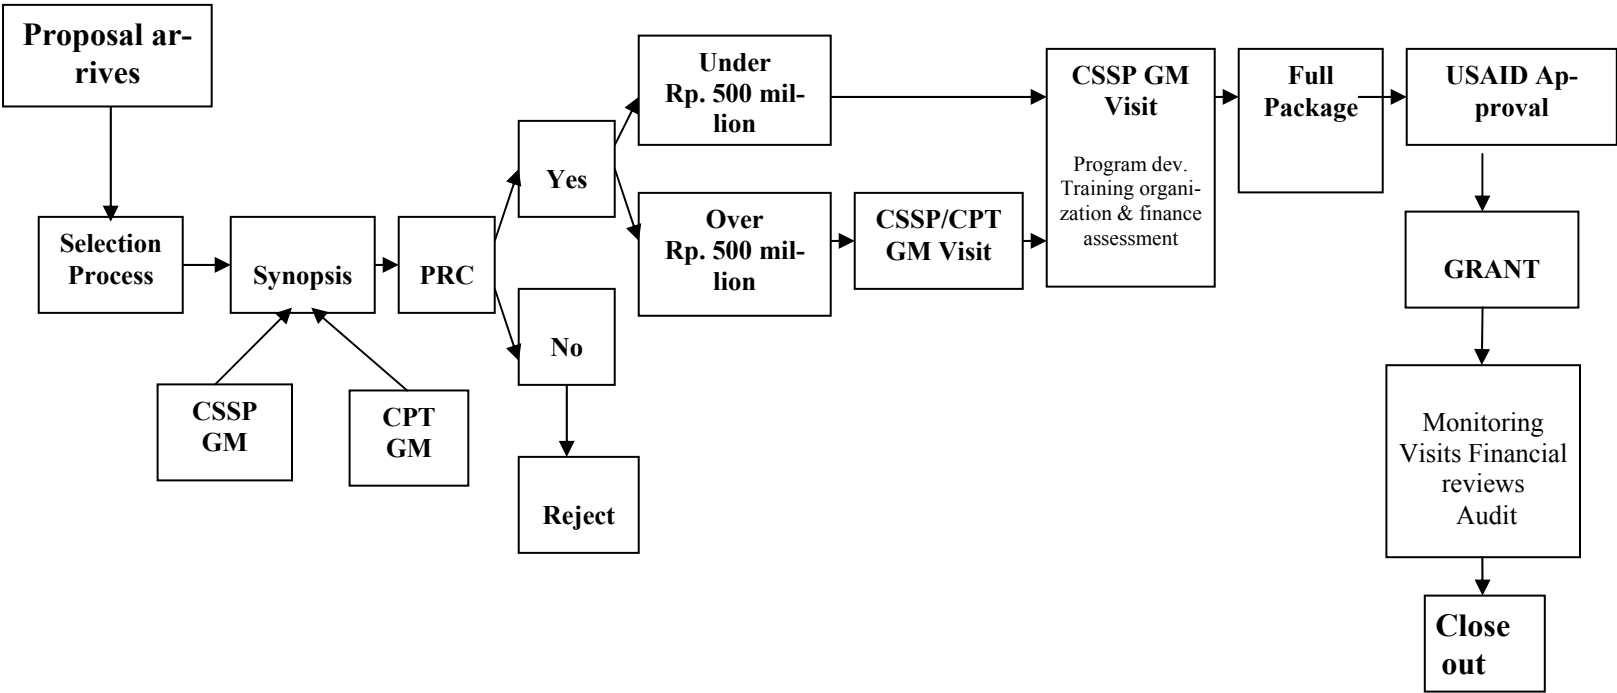 Proposal ar-
rives
Selection
Process
Synopsis
CSSP
GM
CPT
GM
PRC
Yes
No
Reject
Under
Rp. 500 mil-
lion
Over
Rp. 500 mil-
lion
CSSP/CPT
GM Visit
CSSP GM
Visit
Program dev.
Training organi-
zation & finance
assessment
Full
Package
USAID Ap-
proval
GRANT
Monitoring
Visits Financial
reviews
Audit
Close
out